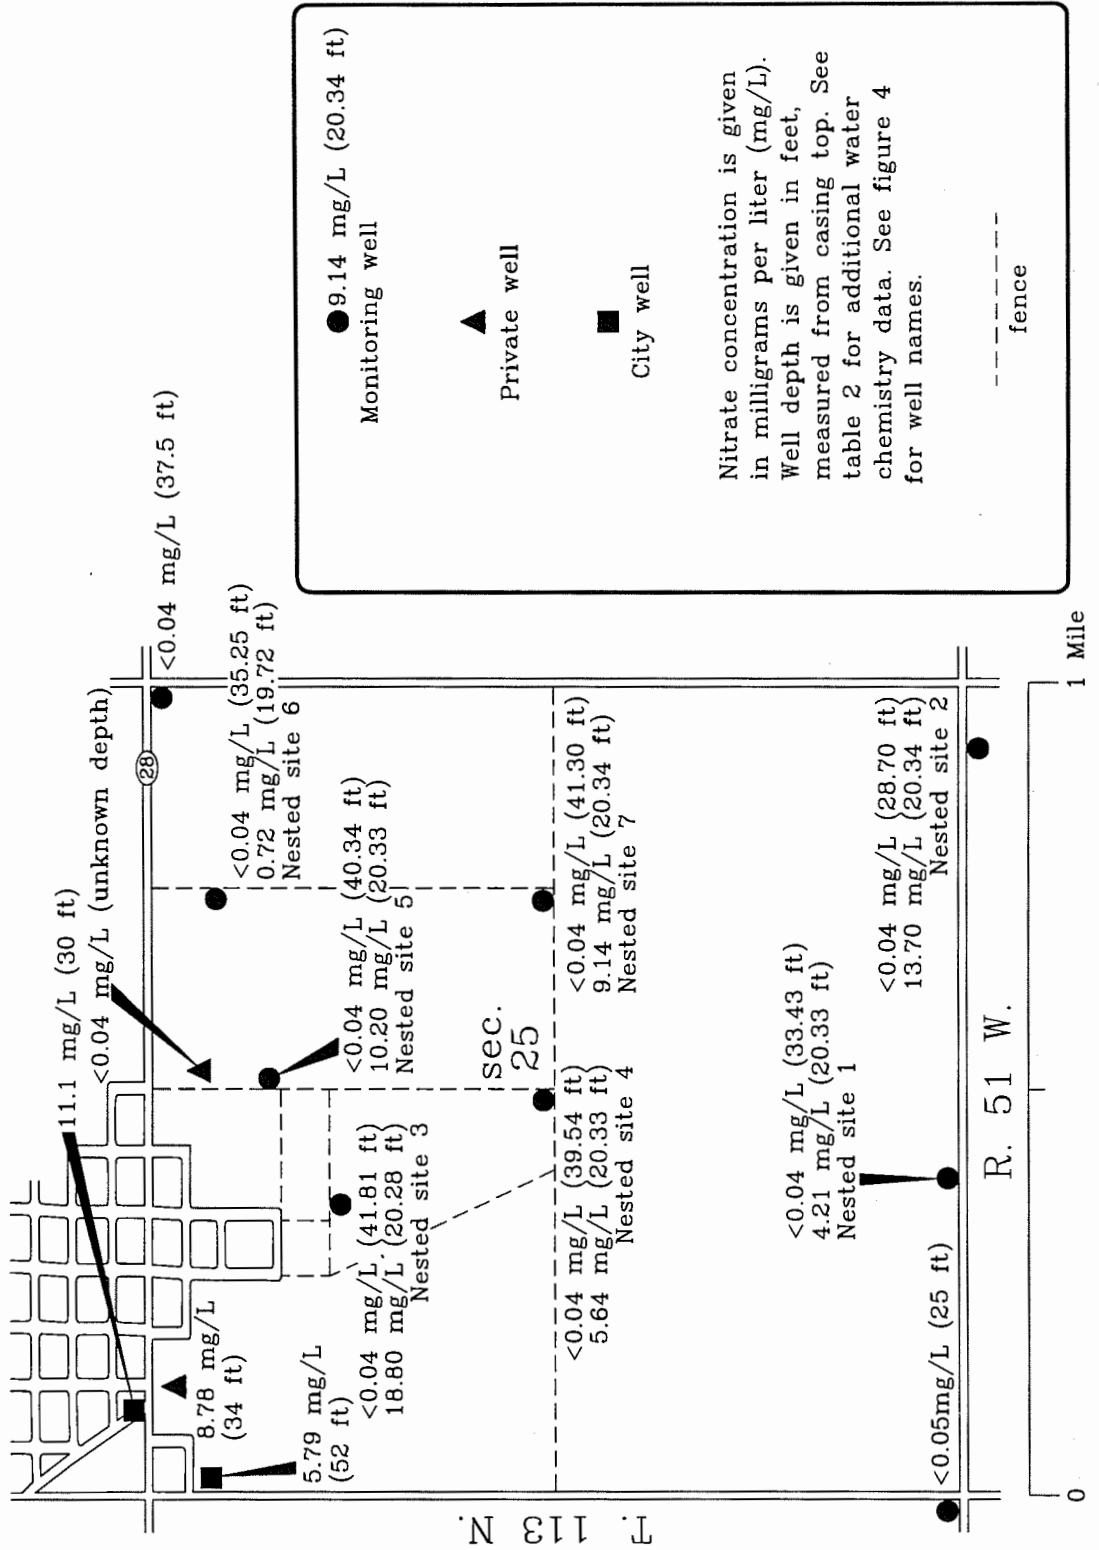 11.1 mg/L (30 ft)
<0.04 mg/L (unknown depth)
28
<0.04 mg/L (37.5 ft)
8.78 mg/L
(34 ft)
5.79 mg/L
(52 ft)
<0.04 mg/L (35.25 ft)
0.72 mg/L (19.72 ft)
Nested site 6
<0.04 mg/L (40.34 ft)
10.20 mg/L (20.33 ft)
Nested site 5
<0.04 mg/L (41.81 ft)
18.80 mg/L (20.28 ft)
Nested site 3
sec.
25
<0.04 mg/L (39.54 ft)
5.64 mg/L (20.33 ft)
Nested site 4
<0.04 mg/L (41.30 ft)
9.14 mg/L (20.34 ft)
Nested site 7
<0.04 mg/L (33.43 ft)
4.21 mg/L (20.33 ft)
Nested site 1
<0.04 mg/L (28.70 ft)
13.70 mg/L (20.34 ft)
Nested site 2
<0.05mg/L (25 ft)
T. 113 N.
R. 51 W.
0
1 Mile
9.14 mg/L (20.34 ft)
Monitoring well
Private well
City well
Nitrate concentration is given
in milligrams per liter (mg/L).
Well depth is given in feet,
measured from casing top. See
table 2 for additional water
chemistry data. See figure 4
for well names.
fence